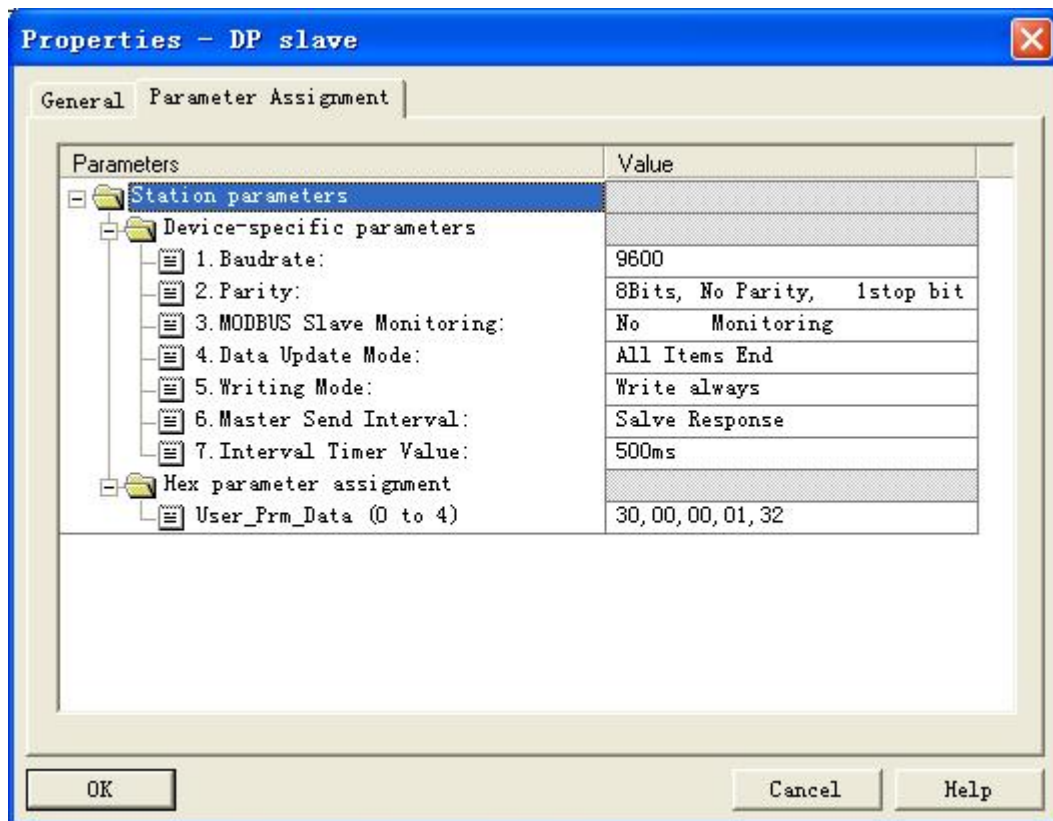 Properties - DP slave
General Parameter Assignment
Parameters Value
Station parameters
Device-specific parameters
1.Baudrate: 9600
2.Parity: 8Bits, No Parity, 1stop bit
3.MODBUS Slave Monitoring: No Monitoring
4.Data Update Mode: All Items End
5.Writing Mode: Write always
6.Master Send Interval: Salve Response
7.Interval Timer Value: 500ms
Hex parameter assignment
User_Prm_Data (0 to 4) 30,00,00,01,32
OK Cancel Help